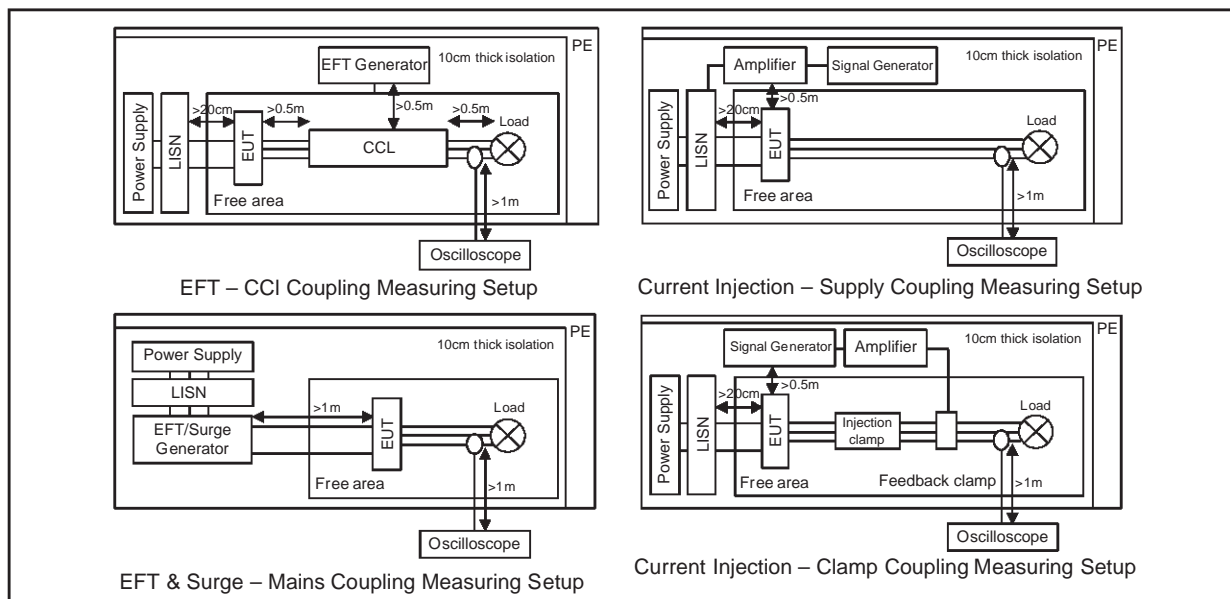 PE
10cm thick isolation
EFT Generator
>20cm
>0.5m
>0.5m
>0.5m
Load
Power Supply
LISN
EUT
CCL
Free area
>1m
Oscilloscope
EFT – CCI Coupling Measuring Setup
PE
10cm thick isolation
Amplifier
Signal Generator
>0.5m
>20cm
Load
Power Supply
LISN
EUT
Free area
>1m
Oscilloscope
Current Injection – Supply Coupling Measuring Setup
PE
10cm thick isolation
Power Supply
LISN
EFT/Surge
Generator
>1m
EUT
Load
Free area
>1m
Oscilloscope
EFT & Surge – Mains Coupling Measuring Setup
PE
10cm thick isolation
Signal Generator
Amplifier
>0.5m
>20cm
Load
Power Supply
LISN
EUT
Injection
clamp
Feedback clamp
Free area
>1m
Oscilloscope
Current Injection – Clamp Coupling Measuring Setup